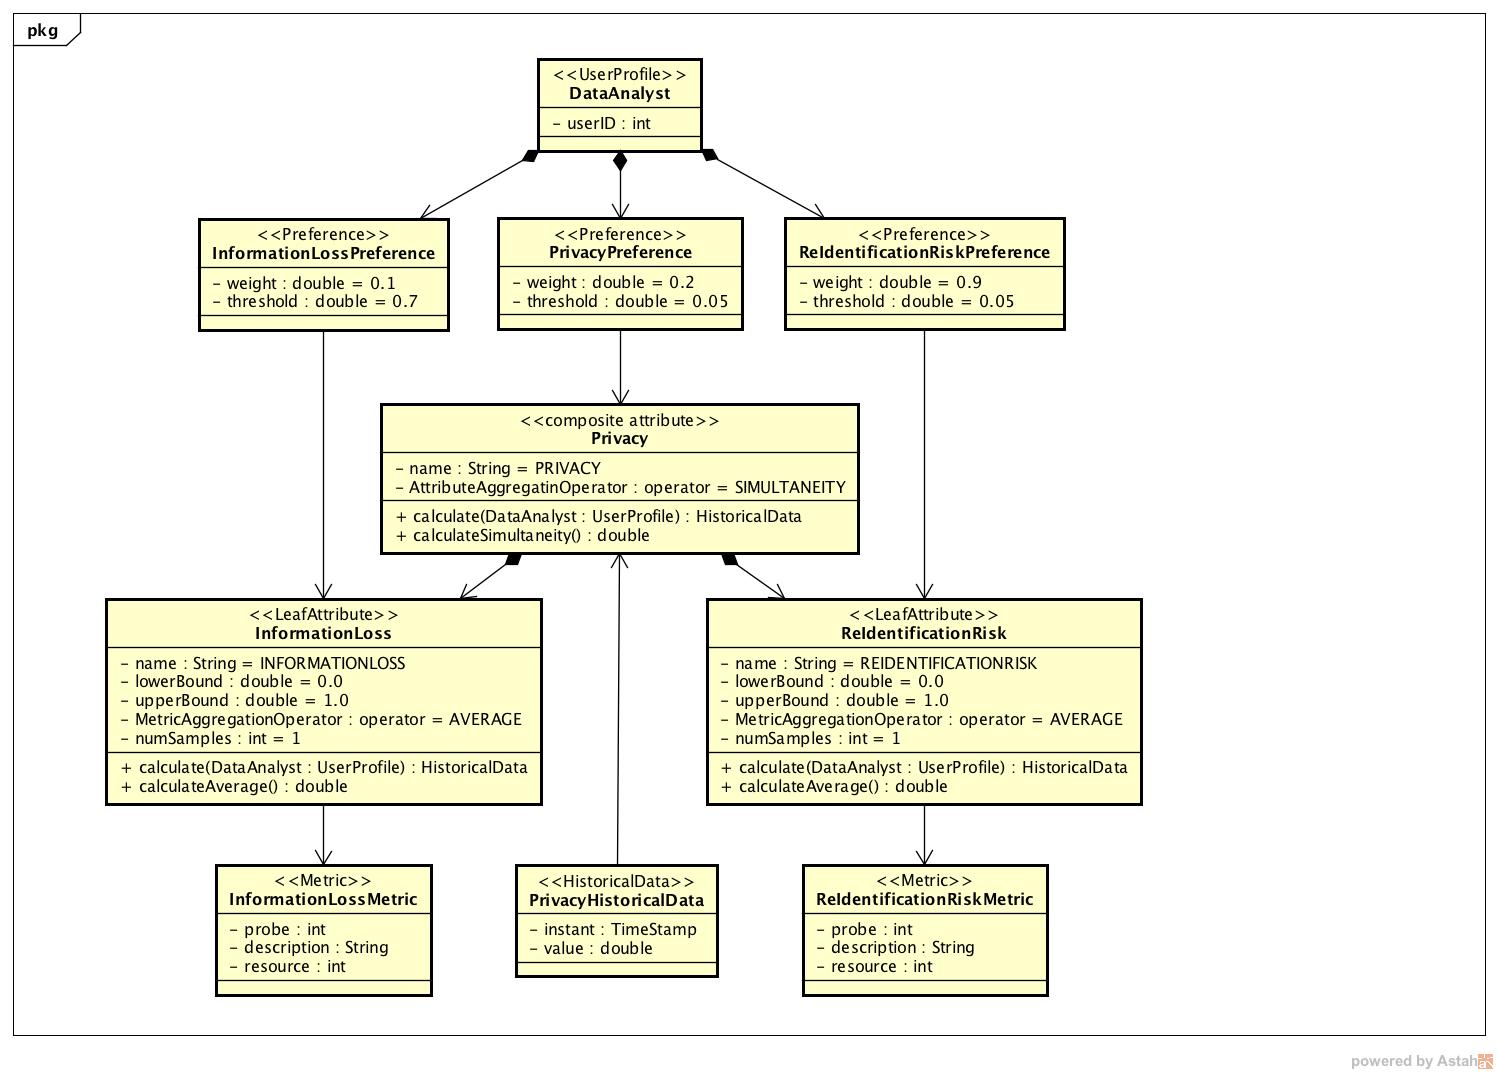 pkg
<<UserProfile>>
DataAnalyst
- userID : int
<<Preference>>
InformationLossPreference
- weight : double = 0.1
- threshold : double = 0.7
<<Preference>>
PrivacyPreference
- weight : double = 0.2
- threshold : double = 0.05
<<Preference>>
ReIdentificationRiskPreference
- weight : double = 0.9
- threshold : double = 0.05
<<composite attribute>>
Privacy
- name : String = PRIVACY
- AttributeAggregatinOperator : operator = SIMULTANEITY
+ calculate(DataAnalyst : UserProfile) : HistoricalData
+ calculateSimultaneity() : double
<<LeafAttribute>>
InformationLoss
- name : String = INFORMATIONLOSS
- lowerBound : double = 0.0
- upperBound : double = 1.0
- MetricAggregationOperator : operator = AVERAGE
- numSamples : int = 1
+ calculate(DataAnalyst : UserProfile) : HistoricalData
+ calculateAverage() : double
<<LeafAttribute>>
ReIdentificationRisk
- name : String = REIDENTIFICATIONRISK
- lowerBound : double = 0.0
- upperBound : double = 1.0
- MetricAggregationOperator : operator = AVERAGE
- numSamples : int = 1
+ calculate(DataAnalyst : UserProfile) : HistoricalData
+ calculateAverage() : double
<<Metric>>
InformationLossMetric
- probe : int
- description : String
- resource : int
<<HistoricalData>>
PrivacyHistoricalData
- instant : TimeStamp
- value : double
<<Metric>>
ReIdentificationRiskMetric
- probe : int
- description : String
- resource : int
powered by Astah